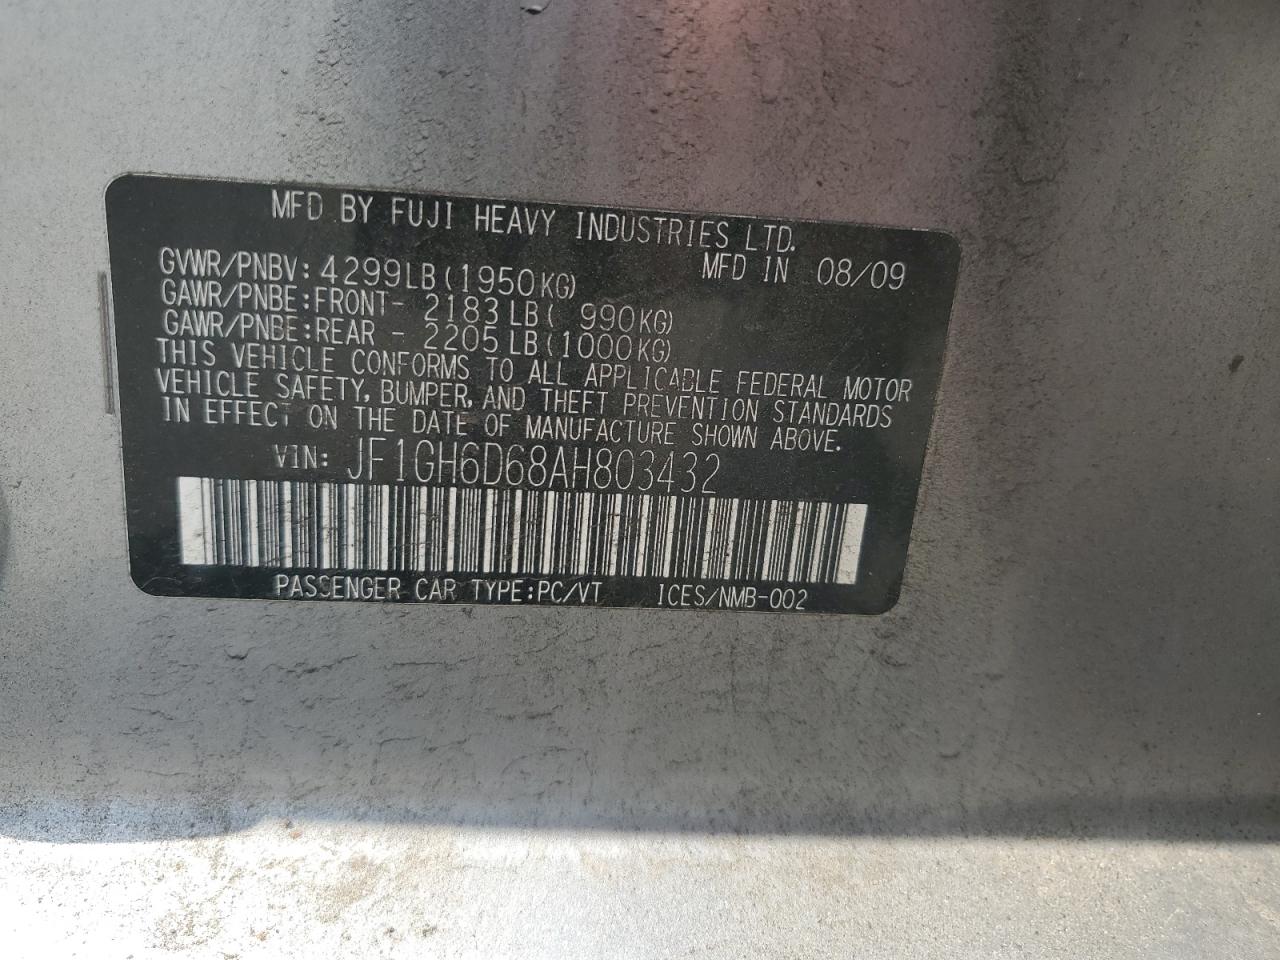 MFD BY FUJI HEAVY INDUSTRIES LTD.
MFD IN 08/09
GVWR/PNBV: 4299LB (1950KG)
GAWR/PNBE:FRONT- 2183LB( 990KG)
GAWR/PNBE:REAR - 2205LB(1000KG)
THIS VEHICLE CONFORMS TO ALL APPLICABLE FEDERAL MOTOR
VEHICLE SAFETY, BUMPER, AND THEFT PREVENTION STANDARDS
IN EFFECT ON THE DATE OF MANUFACTURE SHOWN ABOVE.
VIN: JF1GH6D68AH803432
PASSENGER CAR TYPE:PC/VT ICES/NMB-002